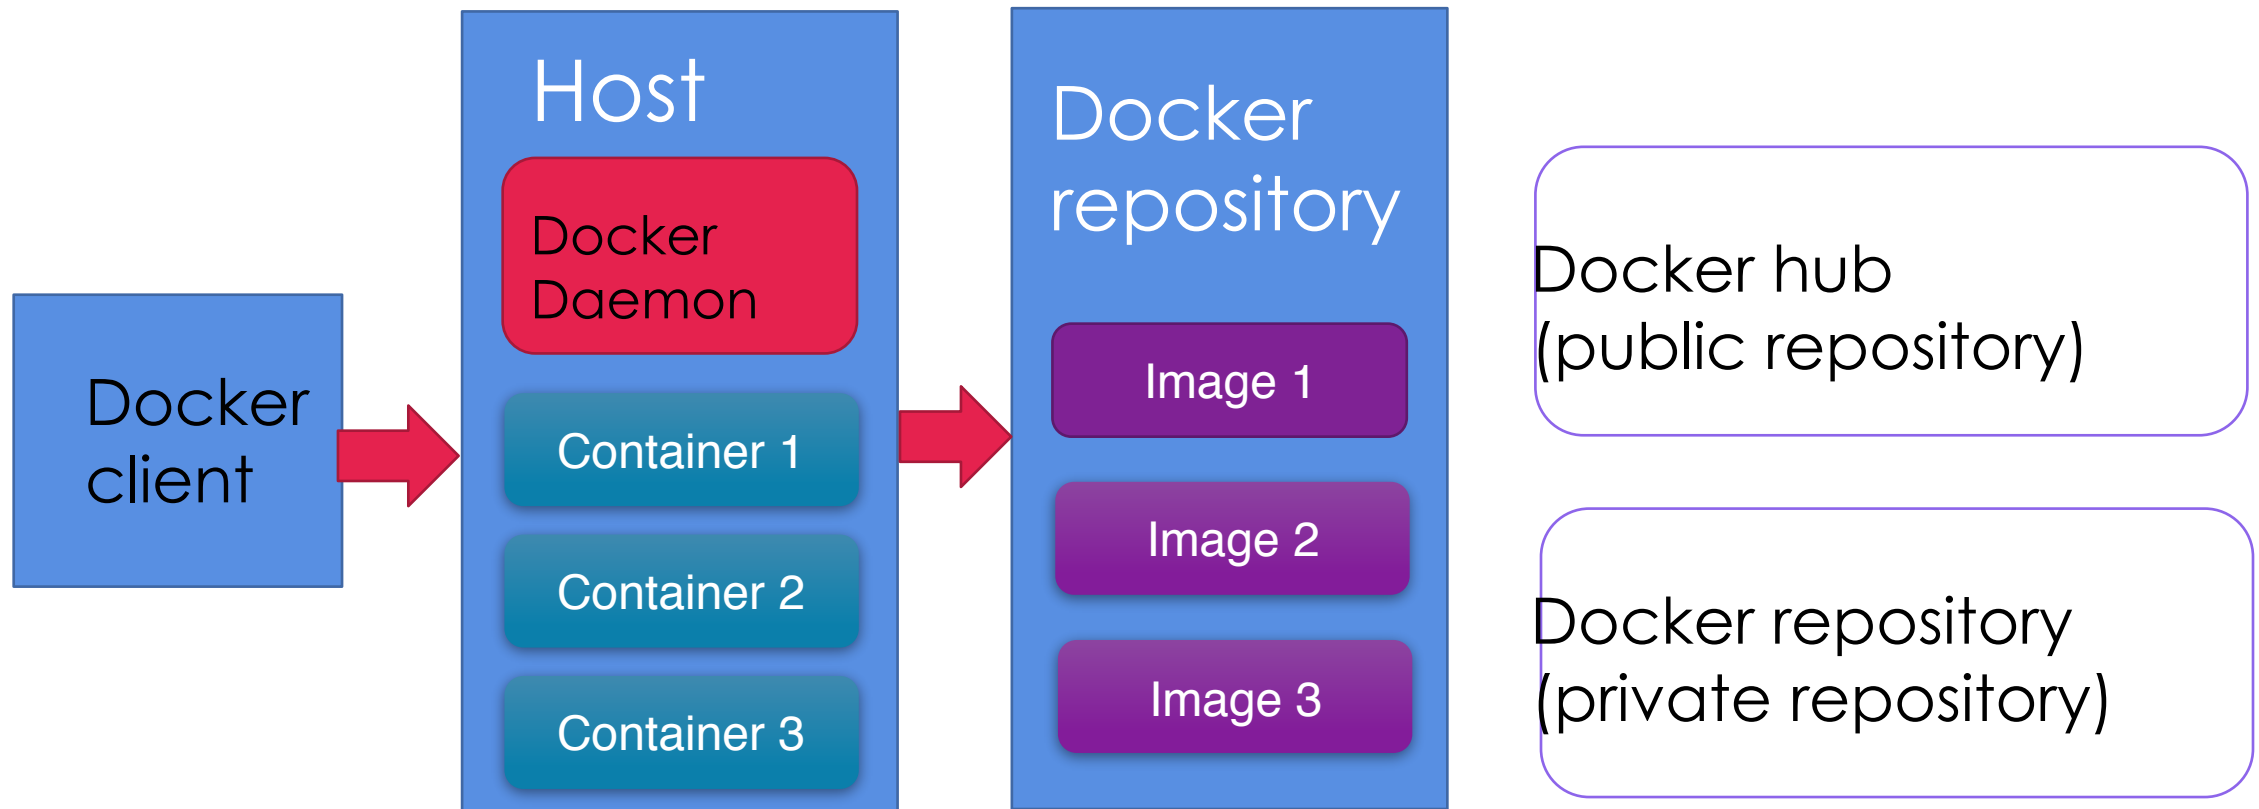 Docker
client
Host
Docker
Daemon
Container 1
Container 2
Container 3
Docker
repository
Image 1
Image 2
Image 3
Docker hub
(public repository)
Docker repository
(private repository)